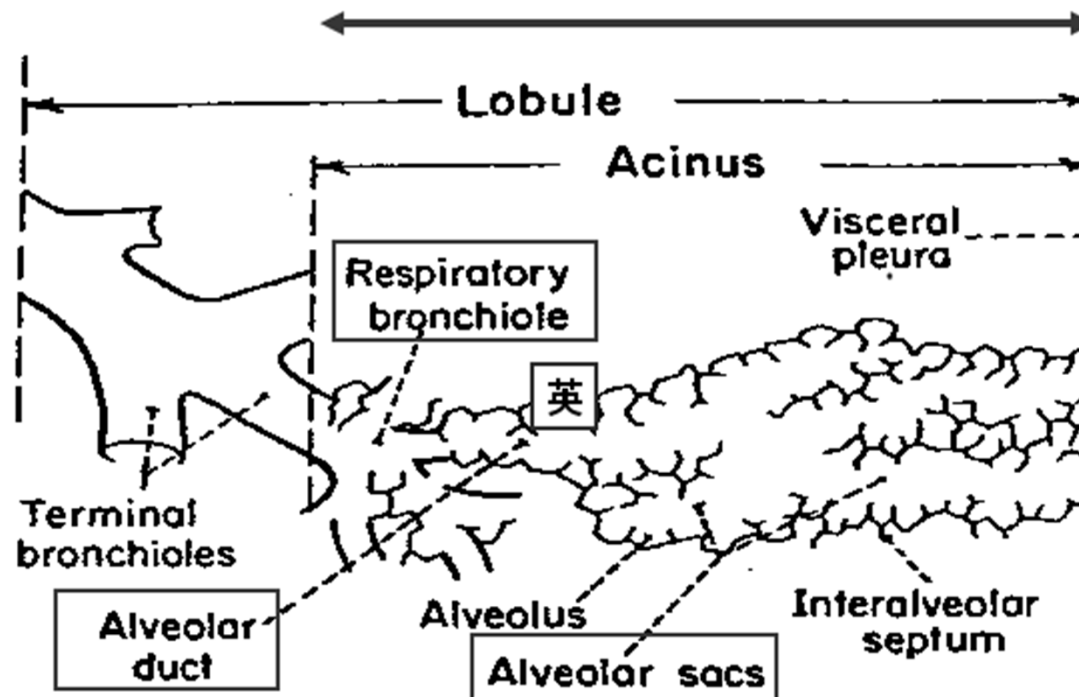 Lobule
Acinus
Visceral
pleura
Respiratory
bronchiole
英
Terminal
bronchioles
Alveolar
duct
Alveolus
Alveolar sacs
Interalveolar
septum